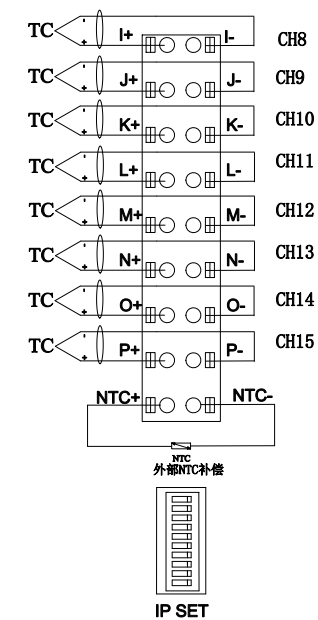 TC - + I+ I- CH8
TC - + J+ J- CH9
TC - + K+ K- CH10
TC - + L+ L- CH11
TC - + M+ M- CH12
TC - + N+ N- CH13
TC - + O+ O- CH14
TC - + P+ P- CH15
NTC+ NTC-
NTC
外部NTC补偿
IP SET